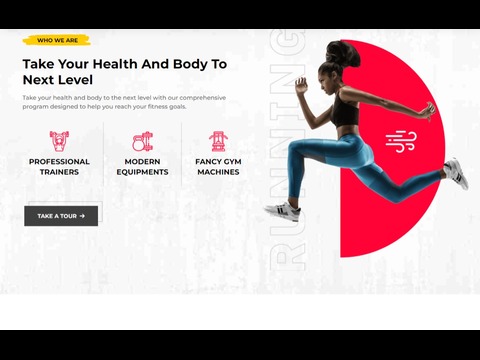 WHO WE ARE
Take Your Health And Body To
Next Level
Take your health and body to the next level with our comprehensive
program designed to help you reach your fitness goals.
PROFESSIONAL
TRAINERS
MODERN
EQUIPMENTS
FANCY GYM
MACHINES
TAKE A TOUR →
RUNNING